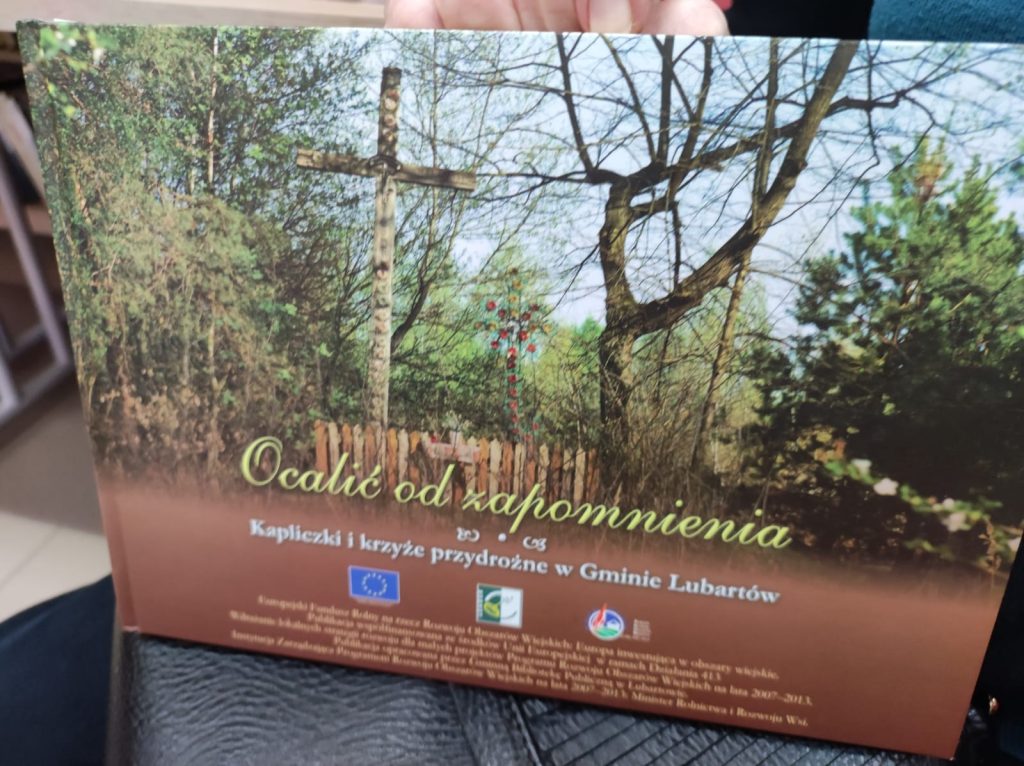 Ocalić od zapomnienia
Kapliczki i krzyże przydrożne w Gminie Lubartów
Europejski Fundusz Rolny na rzecz Rozwoju Obszarów Wiejskich: Europa inwestująca w obszary wiejskie.
Publikacja współfinansowana ze środków Unii Europejskiej w ramach Działania 413
Wdrażanie lokalnych strategii rozwoju dla małych projektów Programu Rozwoju Obszarów Wiejskich na lata 2007-2013.
Publikacja opracowana przez Gminną Bibliotekę Publiczną w Lubartowie.
Instytucja Zarządzająca Programem Rozwoju Obszarów Wiejskich na lata 2007-2013 Minister Rolnictwa i Rozwoju Wsi.